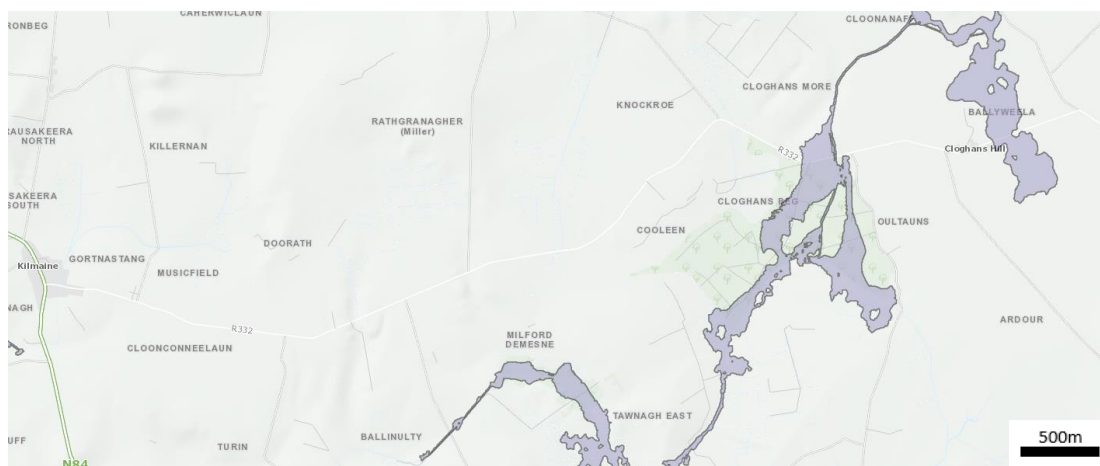 RONBEG
CAHERWICLAUN
CLOONANAFF
CLOGHANS MORE
KNOCKROE
BALLYWEELA
RATHGRANAGHER
(Miller)
RAUSAKEERA
NORTH
KILLERNAN
R332
Cloghans Hill
SAKEERA
SOUTH
CLOGHANS BEG
OULTAUNS
COOLEEN
DOORATH
GORTNASTANG
Kilmaine
MUSICFIELD
NAGH
R332
ARDOUR
MILFORD
DEMESNE
CLOONCONNEELAUN
TAWNAGH EAST
BALLINULTY
UFF
TURIN
500m
N84